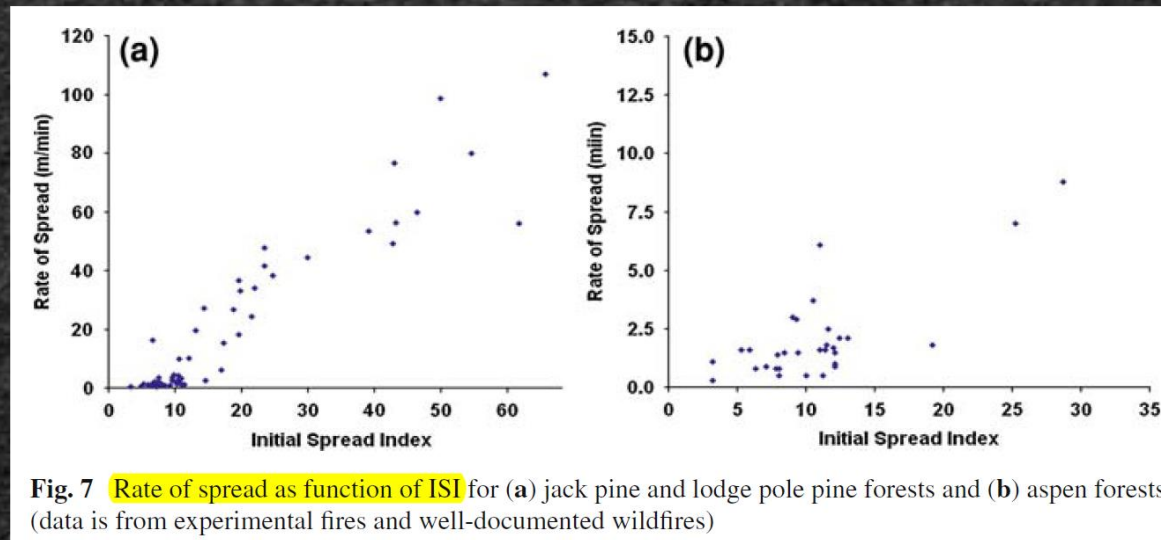 (a)
120
100
80
60
40
20
0
Rate of Spread (m/min)
0 10 20 30 40 50 60
Initial Spread Index
(b)
15.0
12.5
10.0
7.5
5.0
2.5
0.0
Rate of Spread (miin)
0 5 10 15 20 25 30 35
Initial Spread Index
Fig. 7 Rate of spread as function of ISI for (a) jack pine and lodge pole pine forests and (b) aspen forests
(data is from experimental fires and well-documented wildfires)